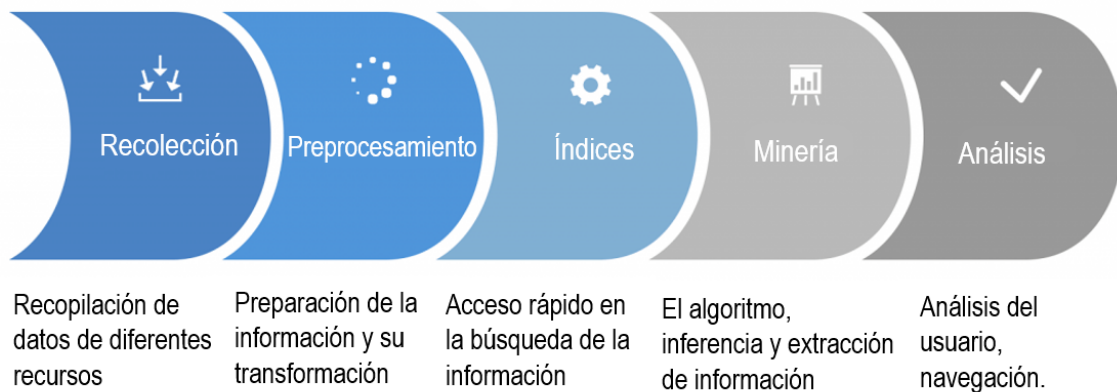 Recolección
Preprocesamiento
Índices
Minería
Análisis
Recopilación de
datos de diferentes
recursos
Preparación de la
información y su
transformación
Acceso rápido en
la búsqueda de la
información
El algoritmo,
inferencia y extracción
de información
Análisis del
usuario,
navegación.